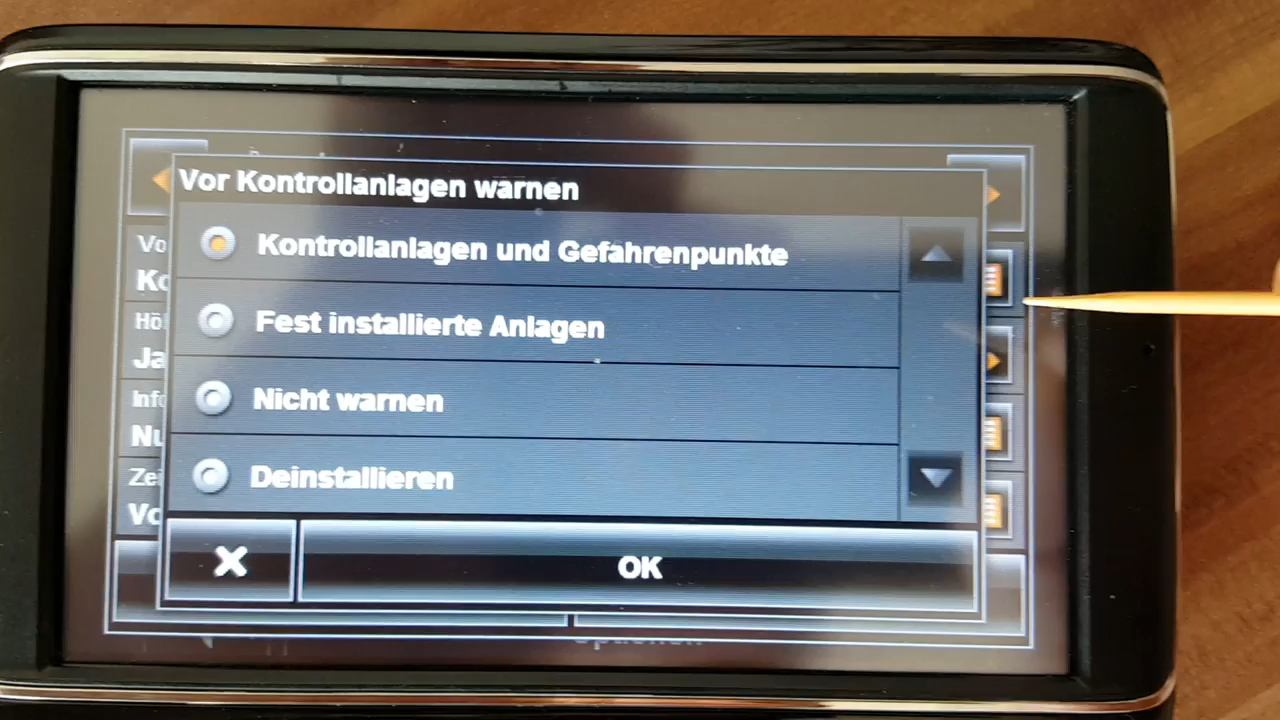 Vor Kontrollanlagen warnen
Kontrollanlagen und Gefahrenpunkte
Fest installierte Anlagen
Nicht warnen
Deinstallieren
OK